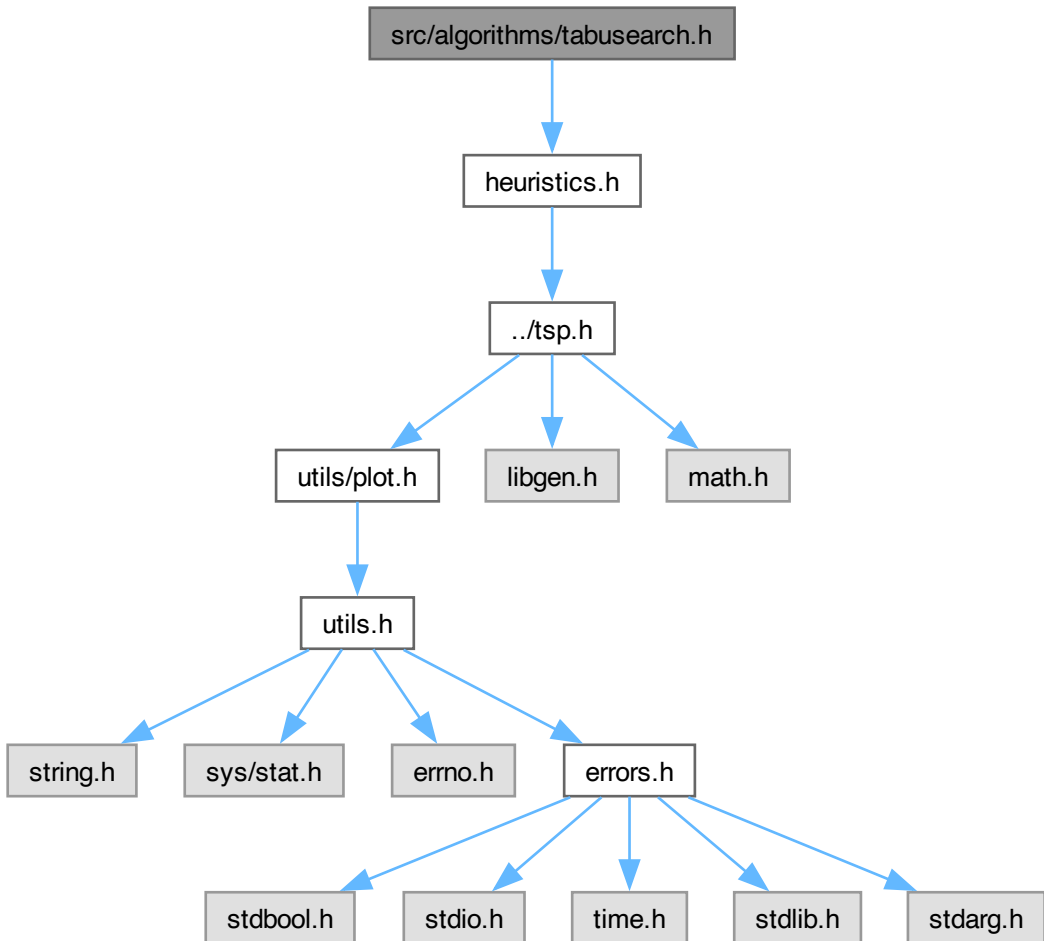 src/algorithms/tabusearch.h
heuristics.h
../tsp.h
utils/plot.h
libgen.h
math.h
utils.h
string.h
sys/stat.h
errno.h
errors.h
stdbool.h
stdio.h
time.h
stdlib.h
stdarg.h